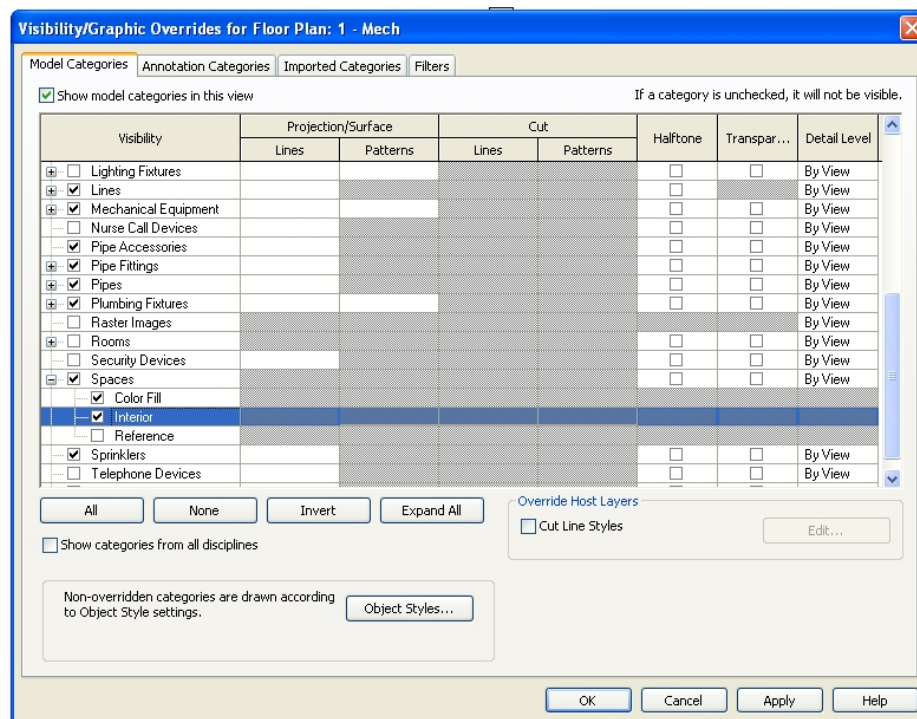 Visibility/Graphic Overrides for Floor Plan: 1 - Mech
Model Categories Annotation Categories Imported Categories Filters
Show model categories in this view If a category is unchecked, it will not be visible.
Visibility Projection/Surface Cut Halftone Transpar... Detail Level
Lines Patterns Lines Patterns
Lighting Fixtures By View
Lines By View
Mechanical Equipment By View
Nurse Call Devices By View
Pipe Accessories By View
Pipe Fittings By View
Pipes By View
Plumbing Fixtures By View
Raster Images By View
Rooms By View
Security Devices By View
Spaces By View
Color Fill
Interior
Reference
Sprinklers By View
Telephone Devices By View
All None Invert Expand All
Override Host Layers
Cut Line Styles Edit...
Show categories from all disciplines
Non-overridden categories are drawn according
to Object Style settings.
Object Styles...
OK Cancel Apply Help